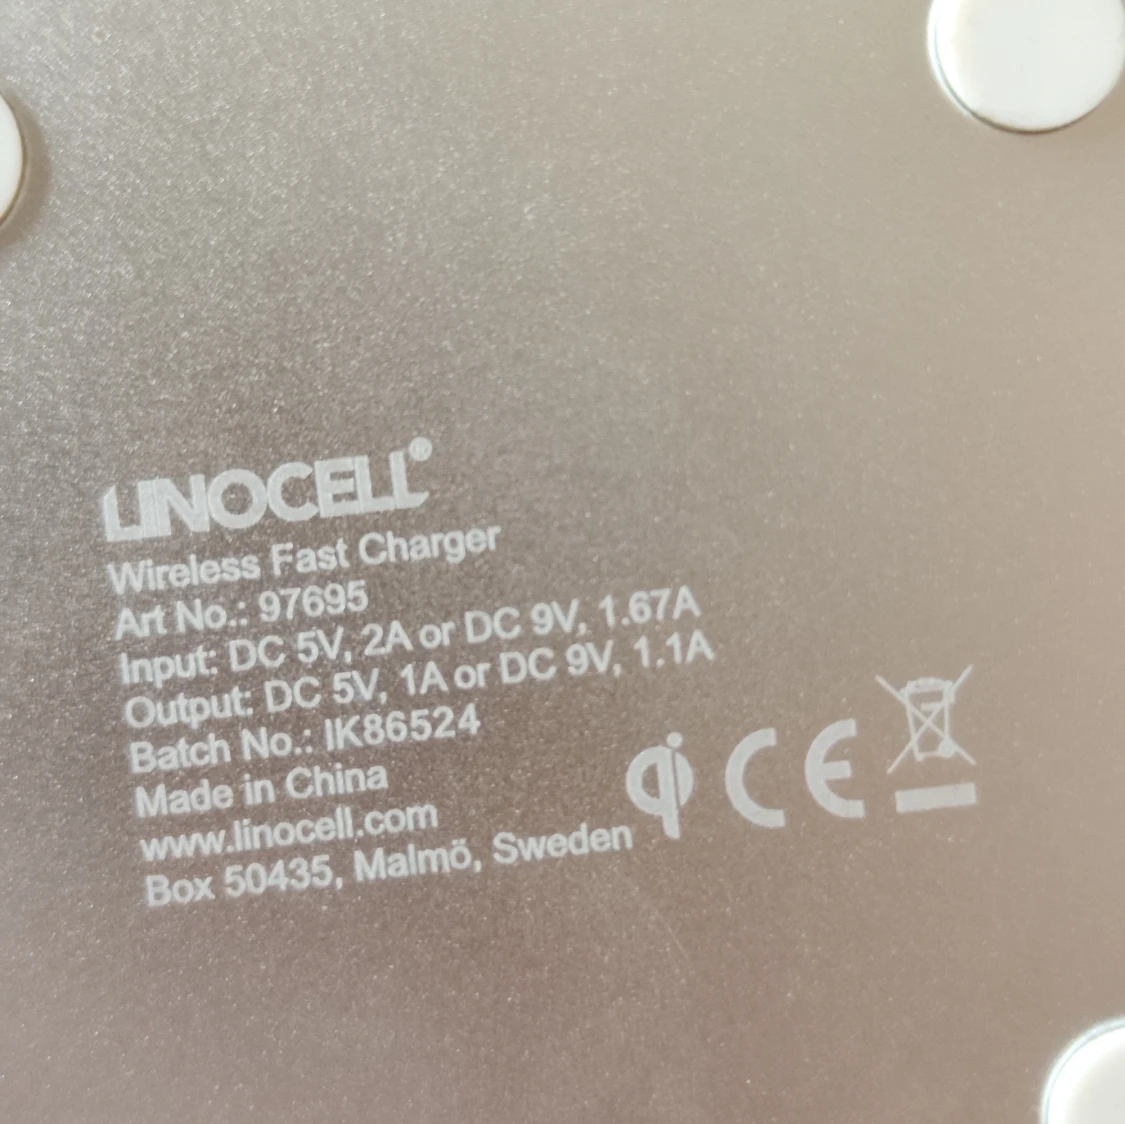 LINOCELL®
Wireless Fast Charger
Art No.: 97695
Input: DC 5V, 2A or DC 9V, 1.67A
Output: DC 5V, 1A or DC 9V, 1.1A
Batch No.: IK86524
Made in China
www.linocell.com
Box 50435, Malmö, Sweden
qi CE